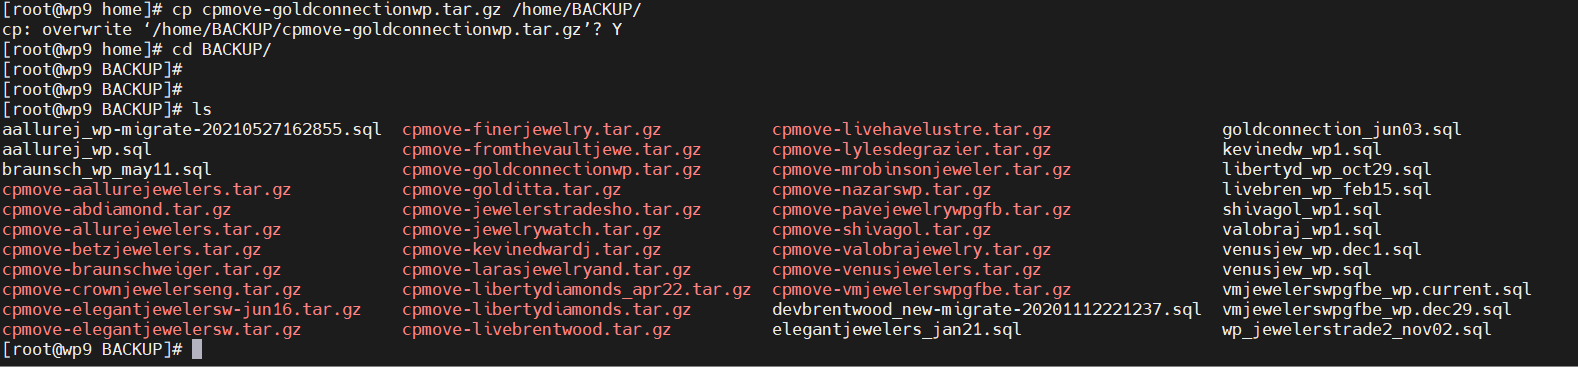 [root@wp9 home]# cp cpmove-goldconnectionwp.tar.gz /home/BACKUP/
cp: overwrite ‘/home/BACKUP/cpmove-goldconnectionwp.tar.gz’? Y
[root@wp9 home]# cd BACKUP/
[root@wp9 BACKUP]#
[root@wp9 BACKUP]#
[root@wp9 BACKUP]# ls
aallurej_wp-migrate-20210527162855.sql cpmove-finerjewelry.tar.gz cpmove-livehavelustre.tar.gz goldconnection_jun03.sql
aallurej_wp.sql cpmove-fromthevaultjewe.tar.gz cpmove-lylesdegrazier.tar.gz kevinedw_wp1.sql
braunsch_wp_may11.sql cpmove-goldconnectionwp.tar.gz cpmove-mrobinsonjeweler.tar.gz libertyd_wp_oct29.sql
cpmove-aallurejewelers.tar.gz cpmove-golditta.tar.gz cpmove-nazarswp.tar.gz livebren_wp_feb15.sql
cpmove-abdiamond.tar.gz cpmove-jewelerstradesho.tar.gz cpmove-pavejewelrywpgfb.tar.gz shivagol_wp1.sql
cpmove-allurejewelers.tar.gz cpmove-jewelrywatch.tar.gz cpmove-shivagol.tar.gz valobraj_wp1.sql
cpmove-betzjewelers.tar.gz cpmove-kevinedwardj.tar.gz cpmove-valobrajewelry.tar.gz venusjew_wp.dec1.sql
cpmove-braunschweiger.tar.gz cpmove-larasjewelryand.tar.gz cpmove-venusjewelers.tar.gz venusjew_wp.sql
cpmove-crownjewelerseng.tar.gz cpmove-libertydiamonds_apr22.tar.gz cpmove-vmjewelerswpgfbe.tar.gz vmjewelerswpgfbe_wp.current.sql
cpmove-elegantjewelersw-jun16.tar.gz cpmove-libertydiamonds.tar.gz devbrentwood_new-migrate-20201112221237.sql vmjewelerswpgfbe_wp.dec29.sql
cpmove-elegantjewelersw.tar.gz cpmove-livebrentwood.tar.gz elegantjewelers_jan21.sql wp_jewelerstrade2_nov02.sql
[root@wp9 BACKUP]#